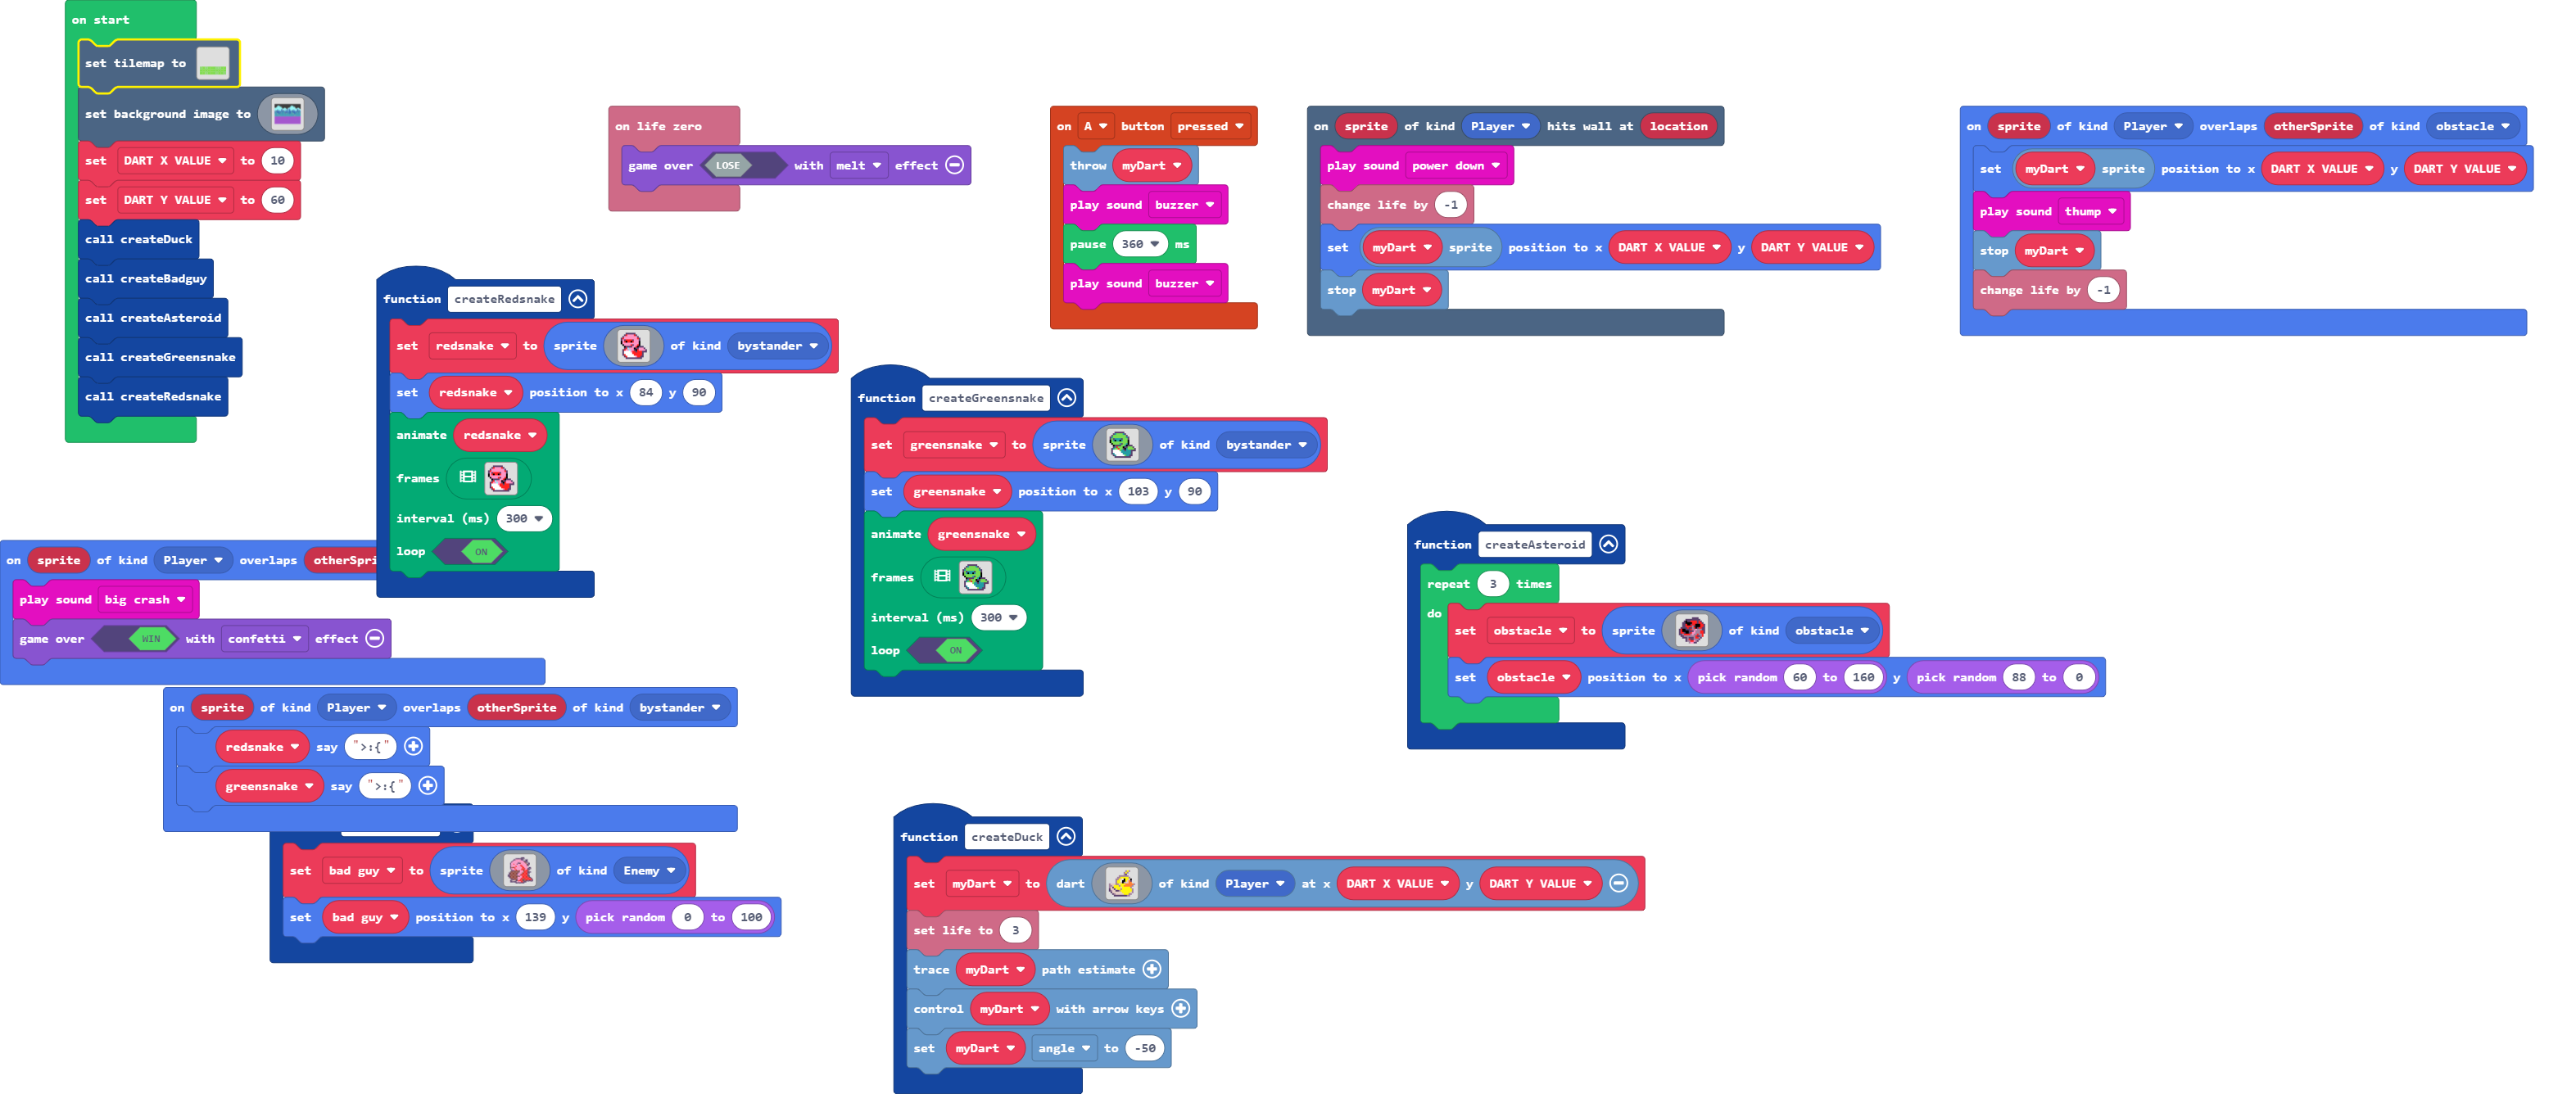 on start
set tilemap to
set background image to
set DART X VALUE to 10
set DART Y VALUE to 60
call createDuck
call createBadguy
call createAsteroid
call createGreensnake
call createRedsnake
on life zero
game over LOSE with melt effect
on A button pressed
throw myDart
play sound buzzer
pause 360 ms
play sound buzzer
on sprite of kind Player hits wall at location
play sound power down
change life by -1
set myDart sprite position to x DART X VALUE y DART Y VALUE
stop myDart
on sprite of kind Player overlaps otherSprite of kind obstacle
set myDart sprite position to x DART X VALUE y DART Y VALUE
play sound thump
stop myDart
change life by -1
function createRedsnake
set redsnake to sprite of kind bystander
set redsnake position to x 84 y 90
animate redsnake
frames
interval (ms) 300
loop ON
function createGreensnake
set greensnake to sprite of kind bystander
set greensnake position to x 103 y 90
animate greensnake
frames
interval (ms) 300
loop ON
on sprite of kind Player overlaps otherSpri
play sound big crash
game over WIN with confetti effect
function createAsteroid
repeat 3 times
do
set obstacle to sprite of kind obstacle
set obstacle position to x pick random 60 to 160 y pick random 88 to 0
on sprite of kind Player overlaps otherSprite of kind bystander
redsnake say ">:{"
greensnake say ">:{"
set bad guy to sprite of kind Enemy
set bad guy position to x 139 y pick random 0 to 100
function createDuck
set myDart to dart of kind Player at x DART X VALUE y DART Y VALUE
set life to 3
trace myDart path estimate
control myDart with arrow keys
set myDart angle to -50